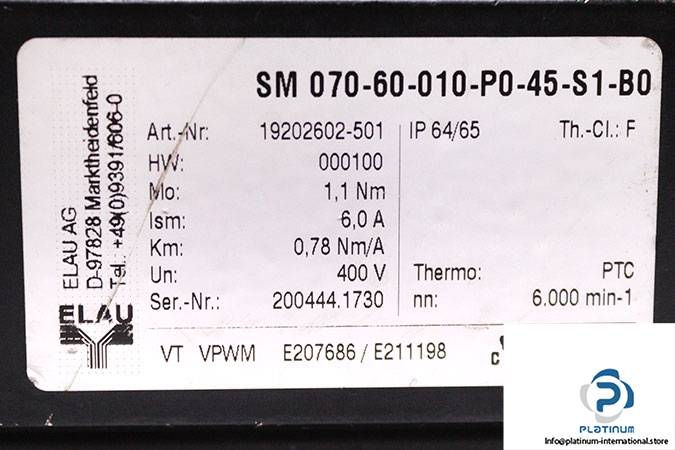 SM 070-60-010-P0-45-S1-B0
Art.-Nr: 19202602-501
HW: 000100
Mo: 1,1 Nm
Ism: 6,0 A
Km: 0,78 Nm/A
Un: 400 V
Ser.-Nr.: 200444.1730
IP 64/65 Th.-Cl.: F
Thermo: PTC
nn: 6.000 min-1
VT VPWM E207686 / E211198
ELAU AG
D-97828 Marktheidenfeld
Tel.: +49(0)9391/606-0
ELAU
PLATINUM
Info@platinum-international.store